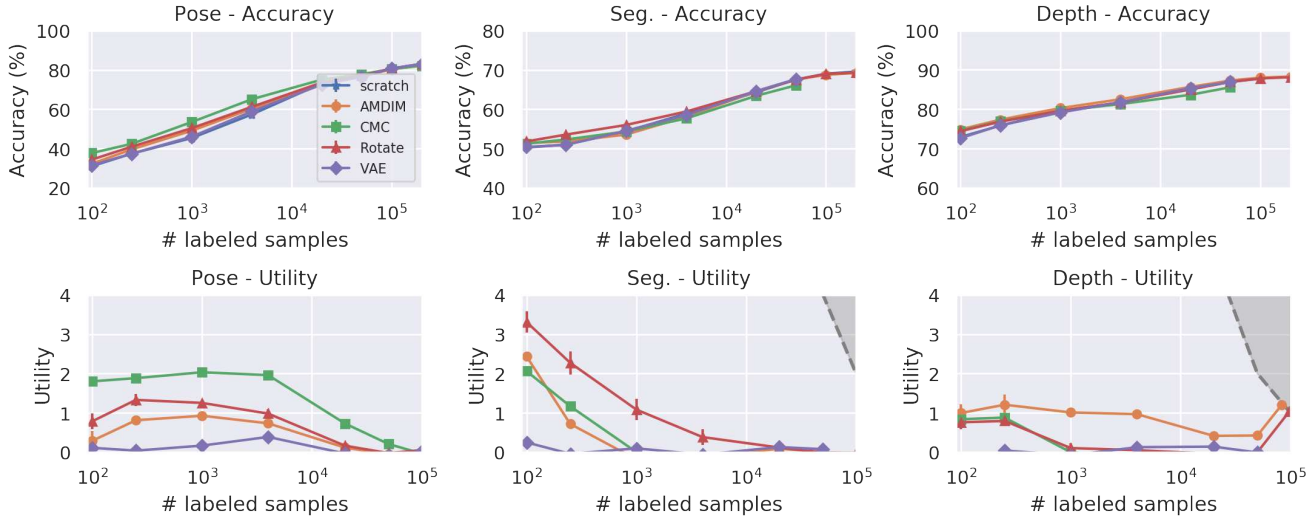 Pose - Accuracy
Accuracy (%)
100
80
60
40
20
10²
10³
10⁴
10⁵
# labeled samples
scratch
AMDIM
CMC
Rotate
VAE
Seg. - Accuracy
Accuracy (%)
80
70
60
50
40
10²
10³
10⁴
10⁵
# labeled samples
Depth - Accuracy
Accuracy (%)
100
90
80
70
60
10²
10³
10⁴
10⁵
# labeled samples
Pose - Utility
Utility
4
3
2
1
0
10²
10³
10⁴
10⁵
# labeled samples
Seg. - Utility
Utility
4
3
2
1
0
10²
10³
10⁴
10⁵
# labeled samples
Depth - Utility
Utility
4
3
2
1
0
10²
10³
10⁴
10⁵
# labeled samples